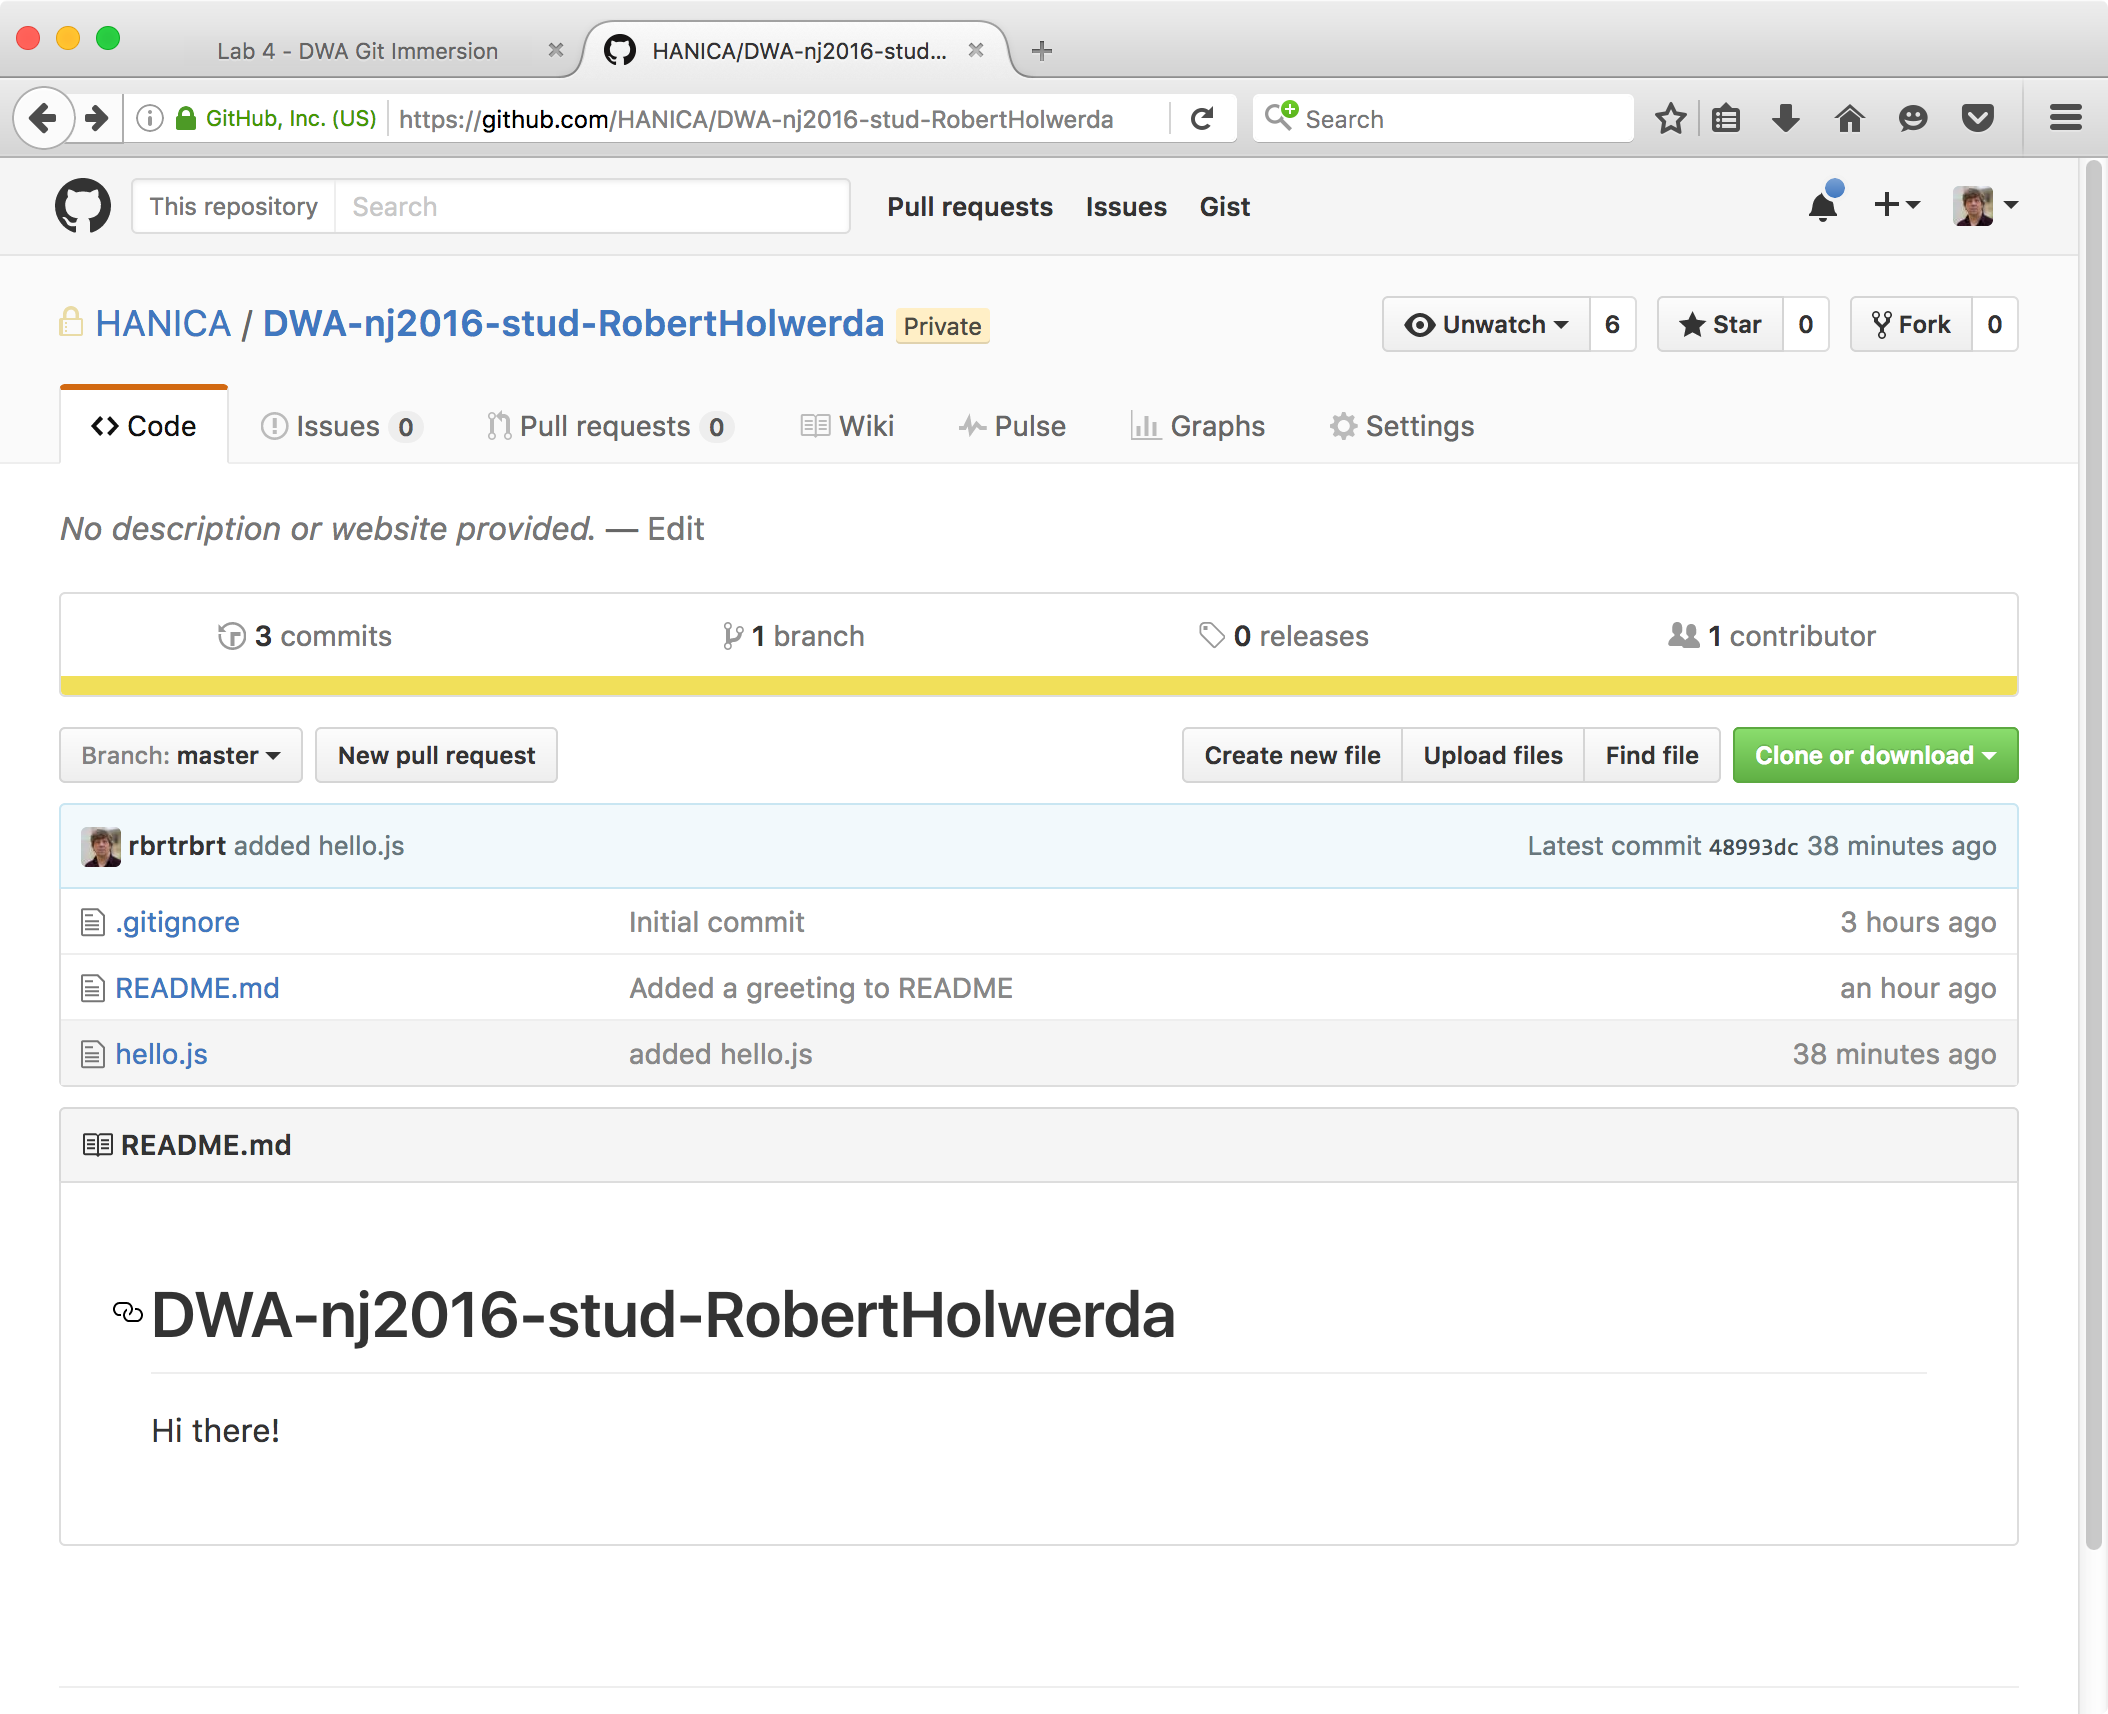 Lab 4 - DWA Git Immersion
HANICA/DWA-nj2016-stud...
GitHub, Inc. (US) https://github.com/HANICA/DWA-nj2016-stud-RobertHolwerda Search
This repository Search Pull requests Issues Gist
HANICA / DWA-nj2016-stud-RobertHolwerda Private Unwatch 6 Star 0 Fork 0
Code Issues 0 Pull requests 0 Wiki Pulse Graphs Settings
No description or website provided. — Edit
3 commits 1 branch 0 releases 1 contributor
Branch: master New pull request Create new file Upload files Find file Clone or download
rbrtrbrt added hello.js Latest commit 48993dc 38 minutes ago
.gitignore Initial commit 3 hours ago
README.md Added a greeting to README an hour ago
hello.js added hello.js 38 minutes ago
README.md
DWA-nj2016-stud-RobertHolwerda
Hi there!